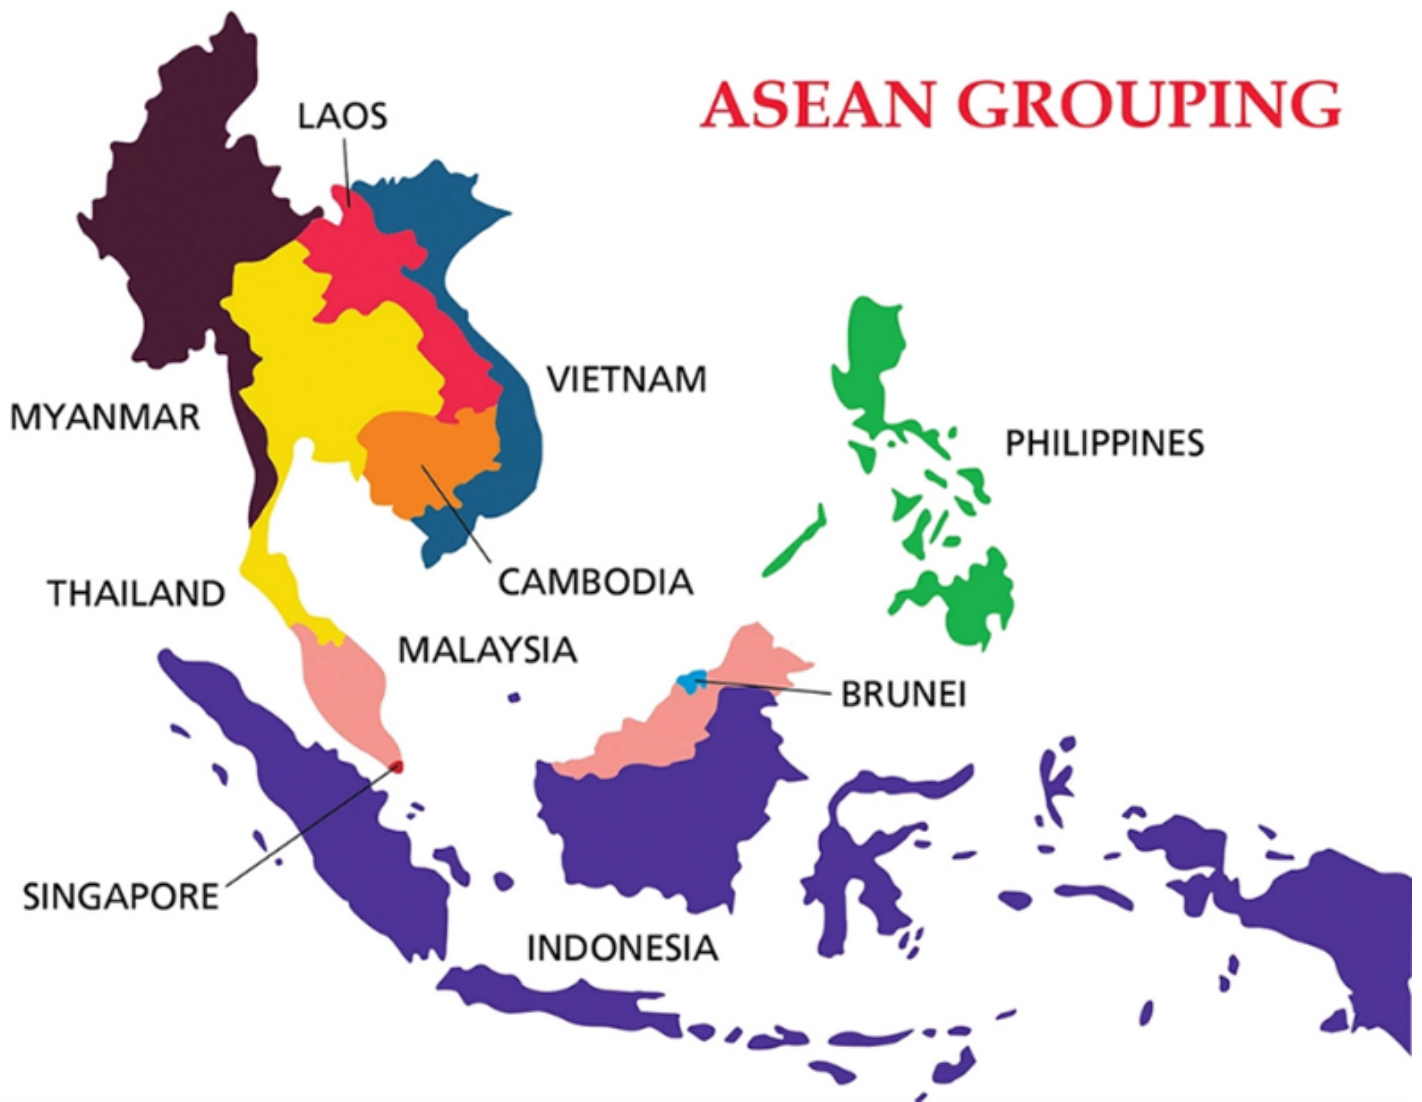 ASEAN GROUPING
LAOS
VIETNAM
MYANMAR
PHILIPPINES
CAMBODIA
THAILAND
MALAYSIA
BRUNEI
SINGAPORE
INDONESIA